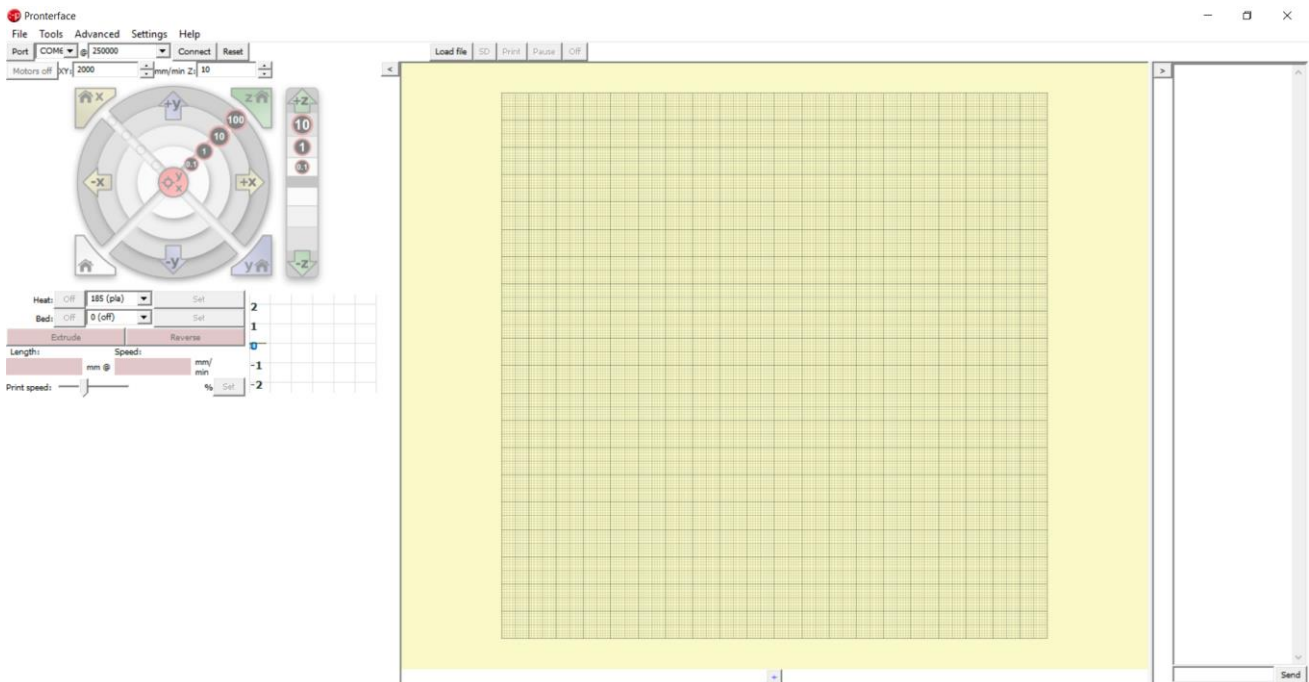 Pronterface
File Tools Advanced Settings Help
Port COM6 @ 250000 Connect Reset Load file SD Print Pause Off
Motors off XY: 2000 mm/min Z: 10 < >
x +y z +z
100 10
10 1
1 0.1
0.1
-x y x +x
-y y -z
Heat: Off 185 (pla) Set
Bed: Off 0 (off) Set
Extrude Reverse
Length: Speed:
mm @ mm/
min
Print speed: % Set
2
1
0
-1
-2
+
Send